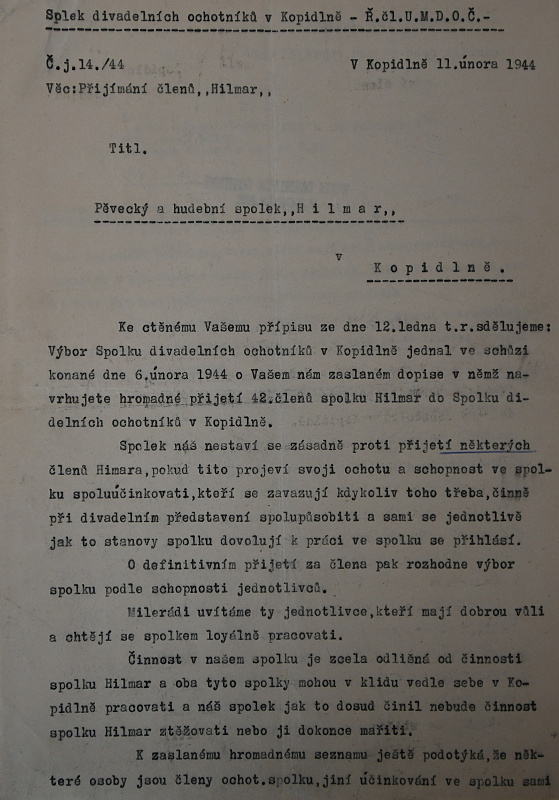 Splek divadelních ochotníků v Kopidlně - Ř.čl.U.M.D.O.Č.-
Č.j.14./44
V Kopidlně 11.února 1944
Věc:Přijímání členů,,Hilmar,,
Titl.
Pěvecký a hudební spolek,,H i l m a r,,
v
K o p i d l n ě .
Ke ctěnému Vašemu přípisu ze dne 12.ledna t.r.sdělujeme:
Výbor Spolku divadelních ochotníků v Kopidlně jednal ve schůzi
konané dne 6.února 1944 o Vašem nám zaslaném dopise v němž na-
vrhujete hromadné přijetí 42.členů spolku Hilmar do Spolku di-
delních ochotníků v Kopidlně.
Spolek náš nestaví se zásadně proti přijetí některých
členů Himara,pokud tito projeví svoji ochotu a schopnost ve spol-
ku spoluúčinkovati,kteří se zavazují kdykoliv toho třeba,činně
při divadelním představení spolupůsobiti a sami se jednotlivě
jak to stanovy spolku dovolují k práci ve spolku se přihlásí.
O definitivním přijetí za člena pak rozhodne výbor
spolku podle schopnosti jednotlivců.
Milerádi uvítáme ty jednotlivce,kteří mají dobrou vůli
a chtějí se spolkem loyálně pracovati.
Činnost v našem spolku je zcela odlišná od činnosti
spolku Hilmar a oba tyto spolky mohou v klidu vedle sebe v Ko-
pidlně pracovati a náš spolek jak to dosud činil nebude činnost
spolku Hilmar ztěžovati nebo ji dokonce mařiti.
K zaslanému hromadnému seznamu ještě podotýká,že něk-
teré osoby jsou členy ochot.spolku,jiní účinkování ve spolku sami